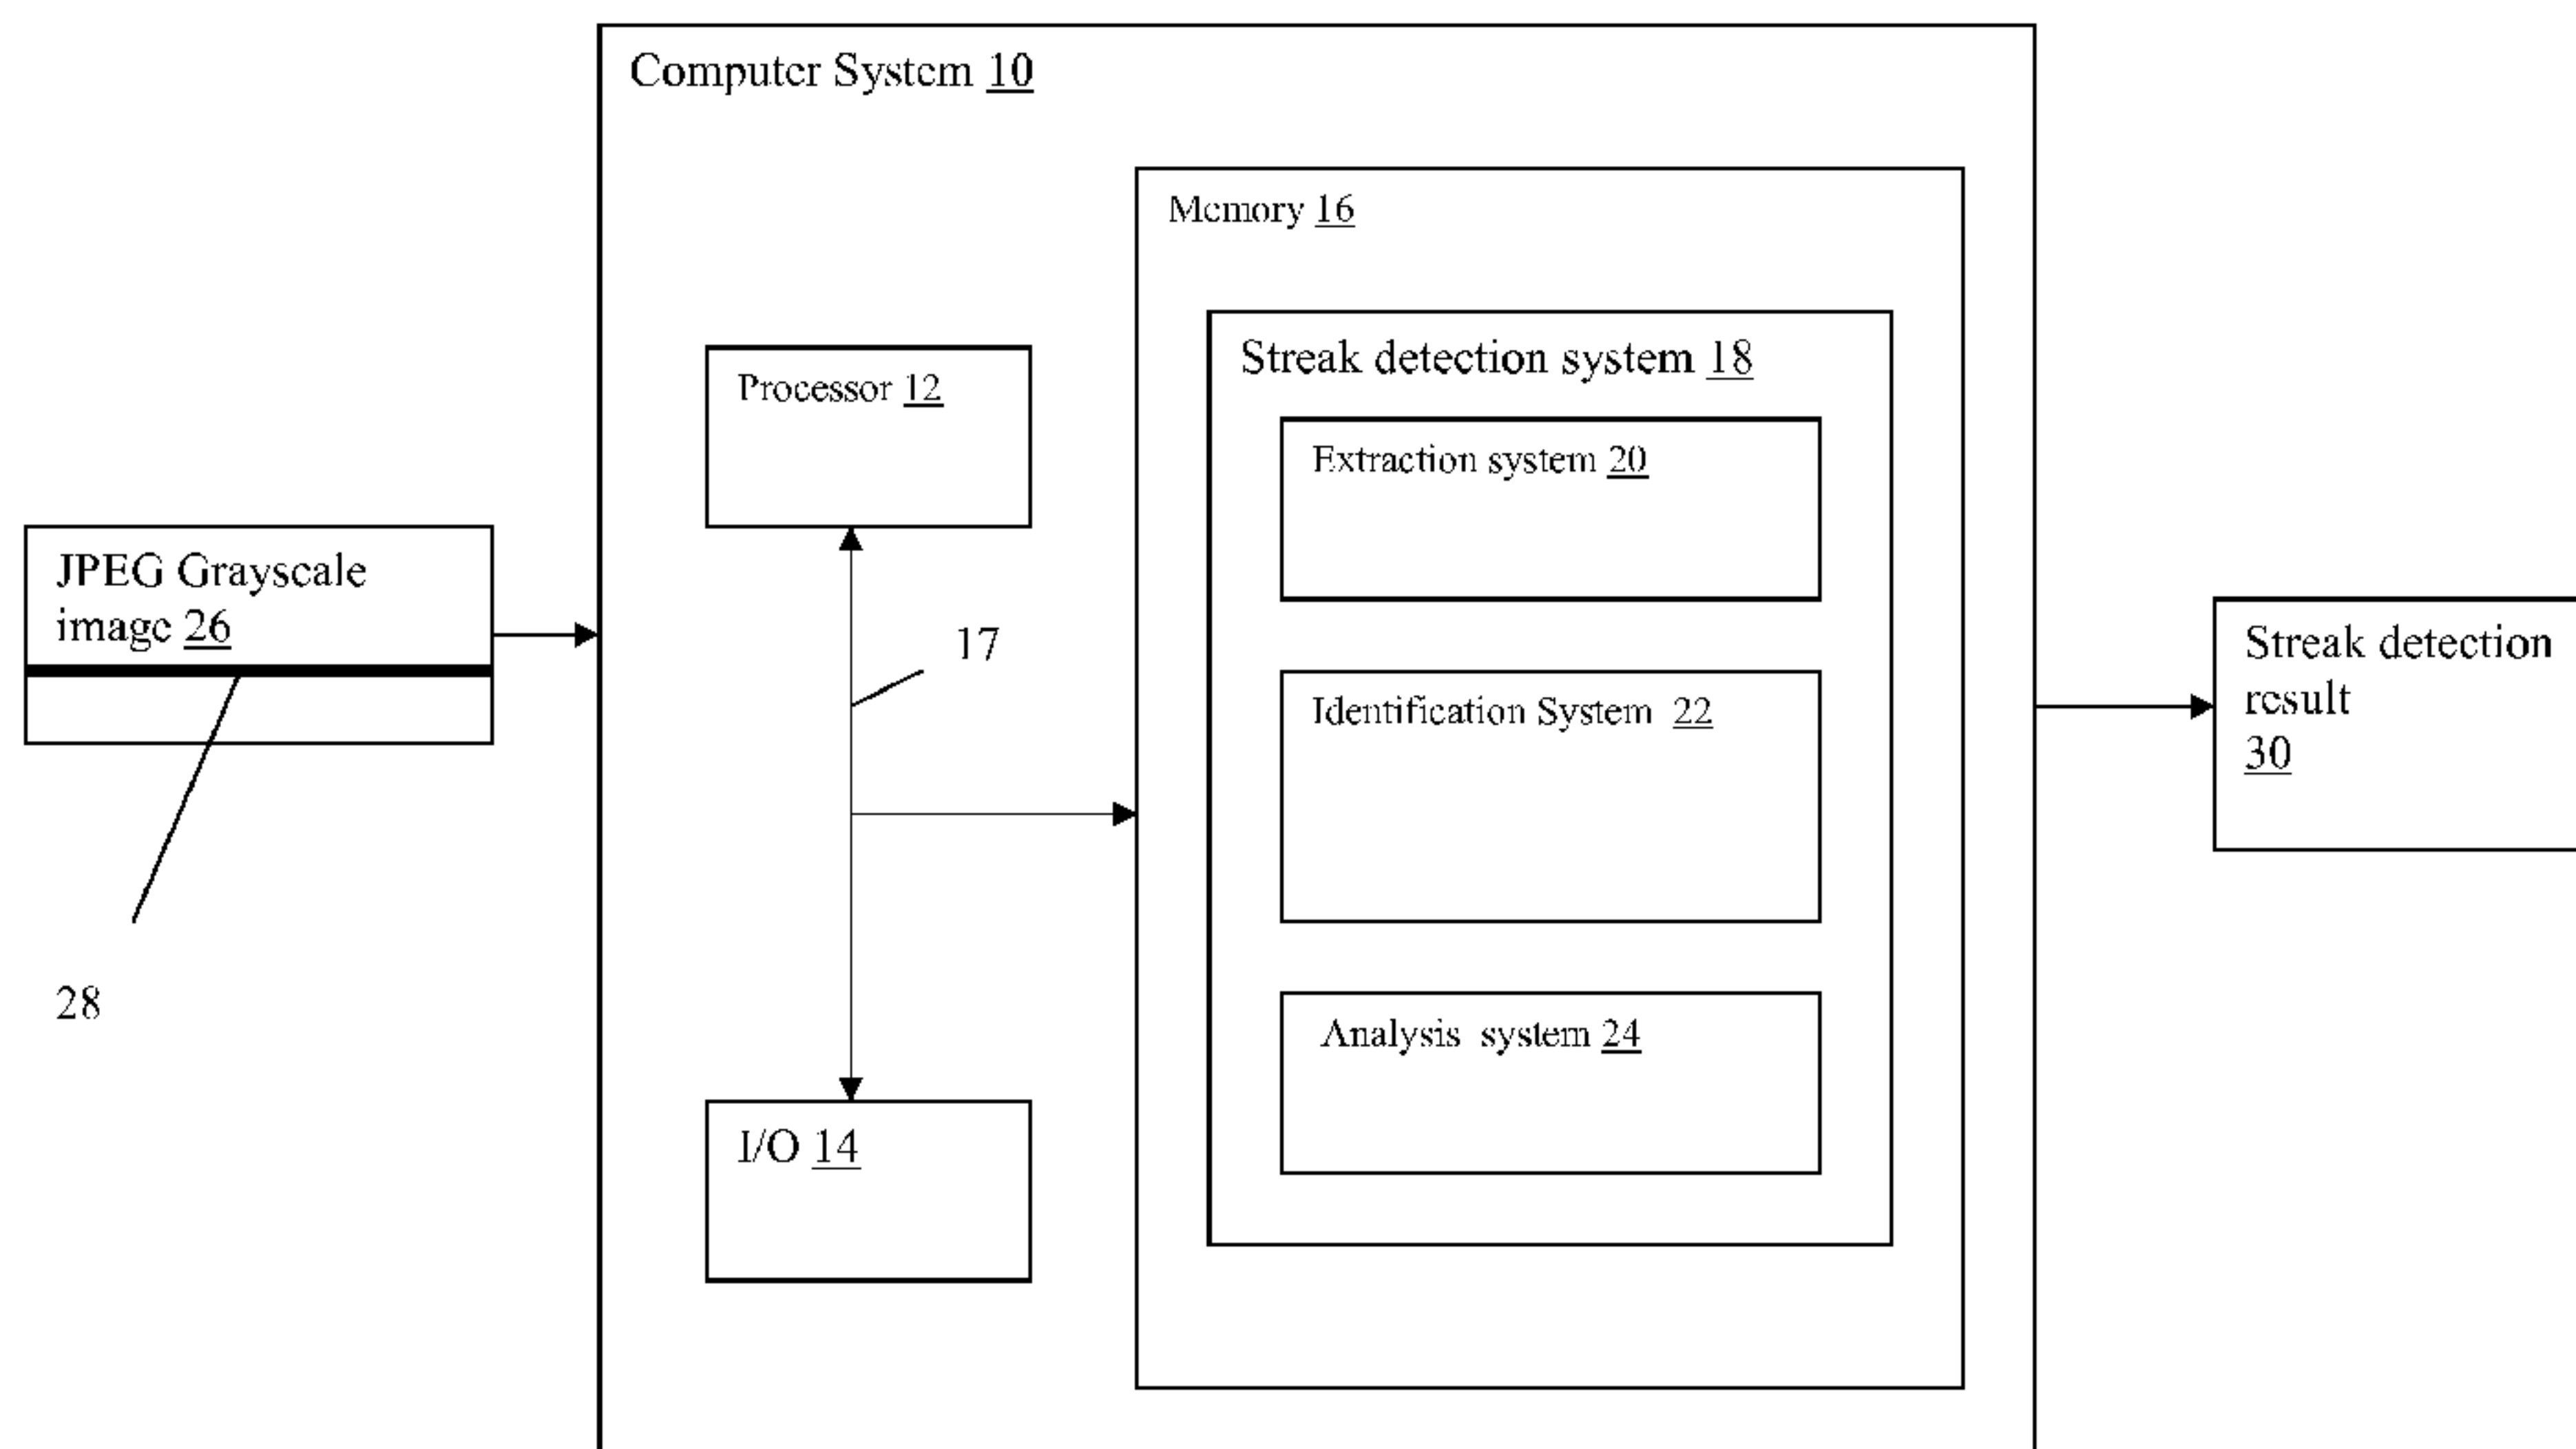 Computer System 10
Memory 16
Streak detection system 18
Processor 12
Extraction system 20
JPEG Grayscale
image 26
17
Streak detection
result
30
Identification System 22
28
Analysis system 24
I/O 14